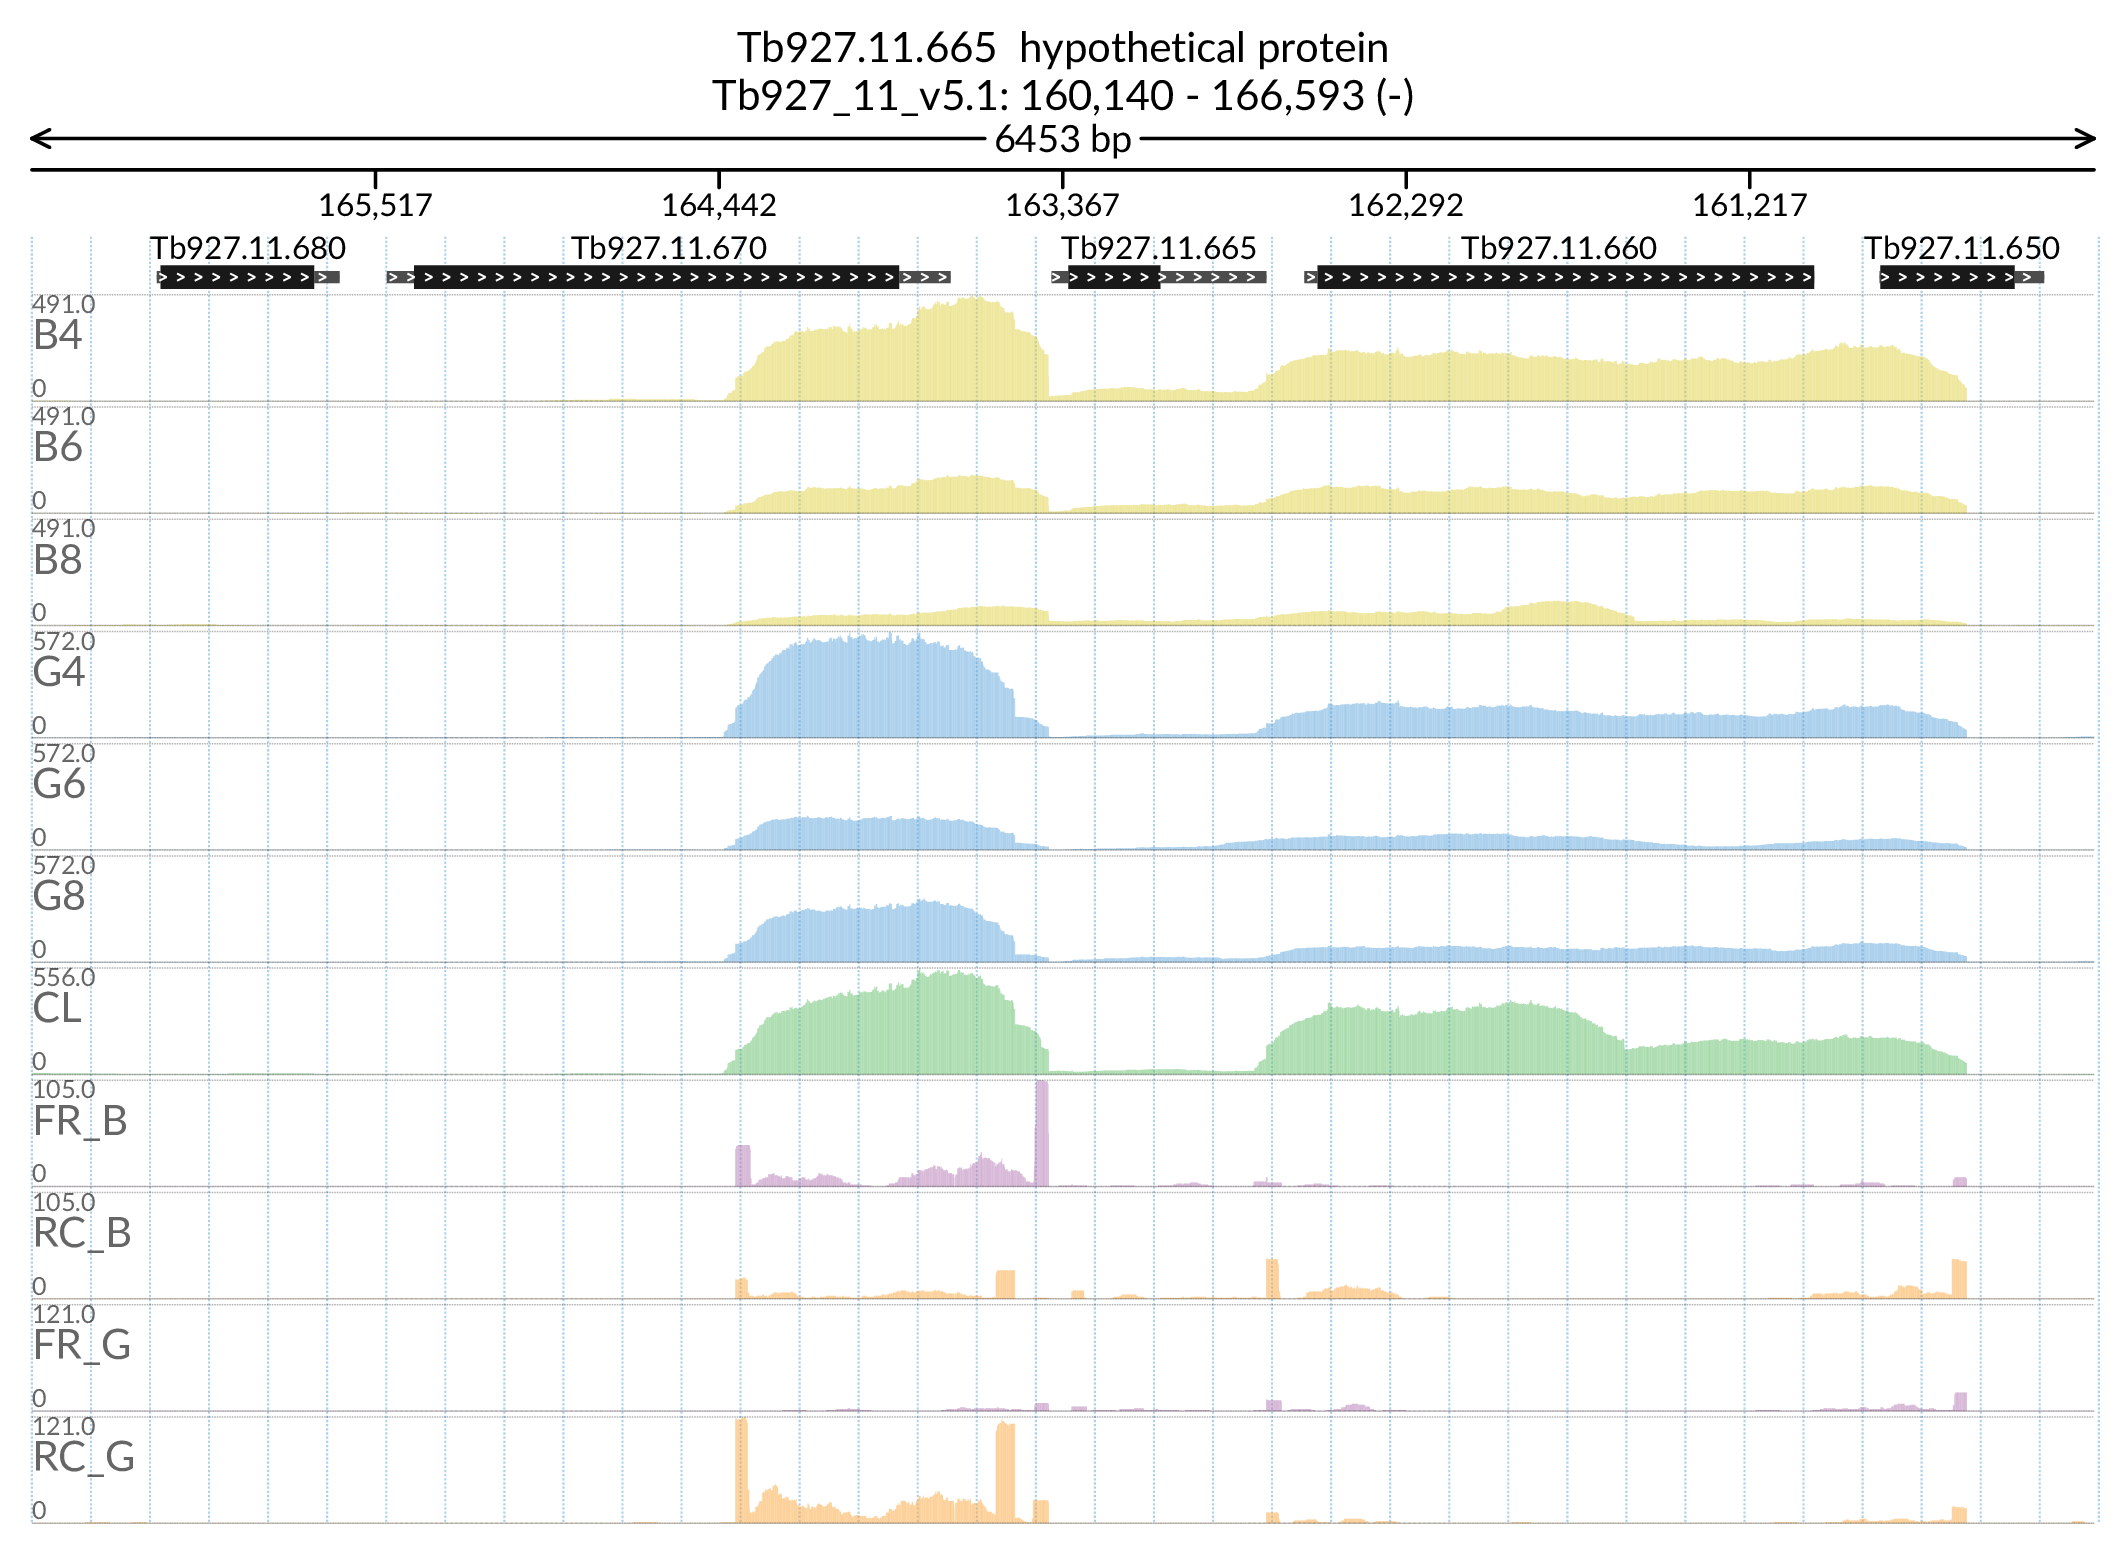 Tb927.11.665  hypothetical protein
Tb927_11_v5.1: 160,140 - 166,593 (-)
6453 bp
165,517 164,442 163,367 162,292 161,217
Tb927.11.680 Tb927.11.670 Tb927.11.665 Tb927.11.660 Tb927.11.650
491.0
B4
0
491.0
B6
0
491.0
B8
0
572.0
G4
0
572.0
G6
0
572.0
G8
0
556.0
CL
0
105.0
FR_B
0
105.0
RC_B
0
121.0
FR_G
0
121.0
RC_G
0